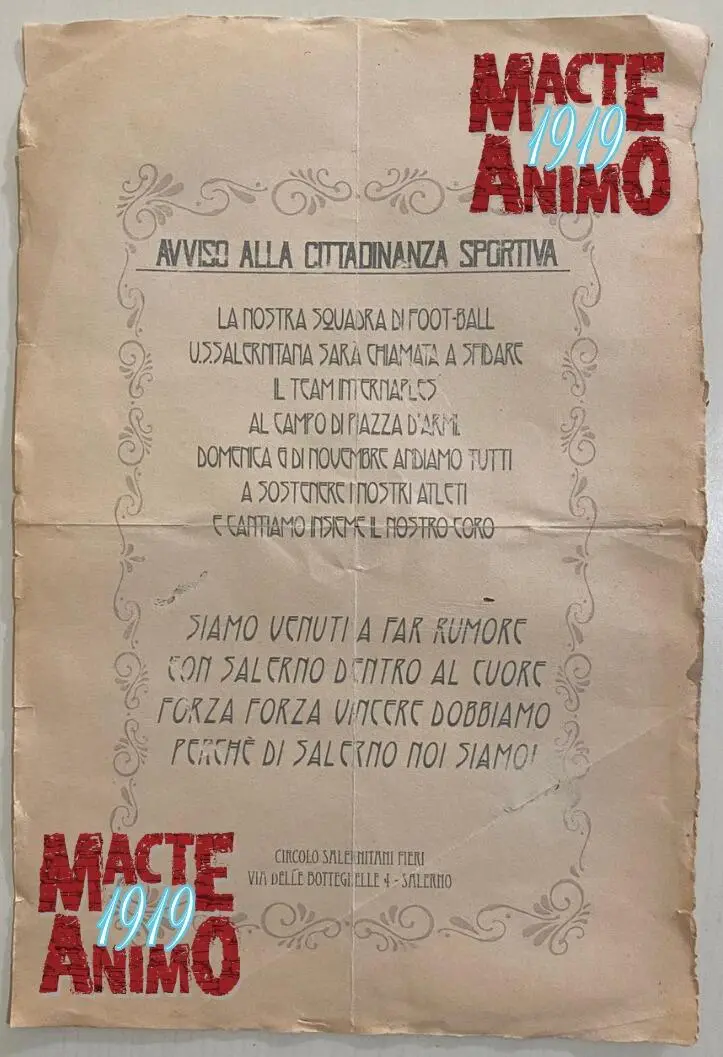 MACTE
1919
ANIMO
AVVISO ALLA CITTADINANZA SPORTIVA
LA NOSTRA SQUADRA DI FOOT-BALL
U.S.SALERNITANA SARÀ CHIAMATA A SFIDARE
IL TEAM INTERNAPLES
AL CAMPO DI PIAZZA D'ARMI.
DOMENICA 6 DI NOVEMBRE ANDIAMO TUTTI
A SOSTENERE I NOSTRI ATLETI
E CANTIAMO INSIEME IL NOSTRO CORO
SIAMO VENUTI A FAR RUMORE
CON SALERNO DENTRO AL CUORE
FORZA FORZA VINCERE DOBBIAMO
PERCHÈ DI SALERNO NOI SIAMO!
CIRCOLO SALERNITANI FIERI
VIA DELLE BOTTEGHELLE 4 - SALERNO
MACTE
1919
ANIMO